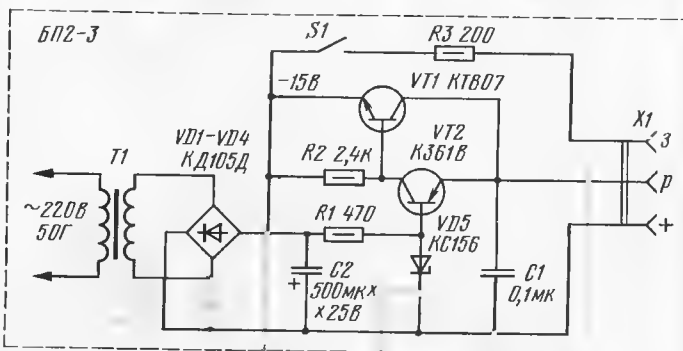 БП2-3
S1
R3 200
-15В
VT1 КТ807
X1
T1
VD1-VD4
КД105Д
R2 2,4к
VT2
К361В
З
Р
+
~220В
50Г
R1 470
VD5
КС156
+
C2
500мк×
×25В
C1
0,1мк